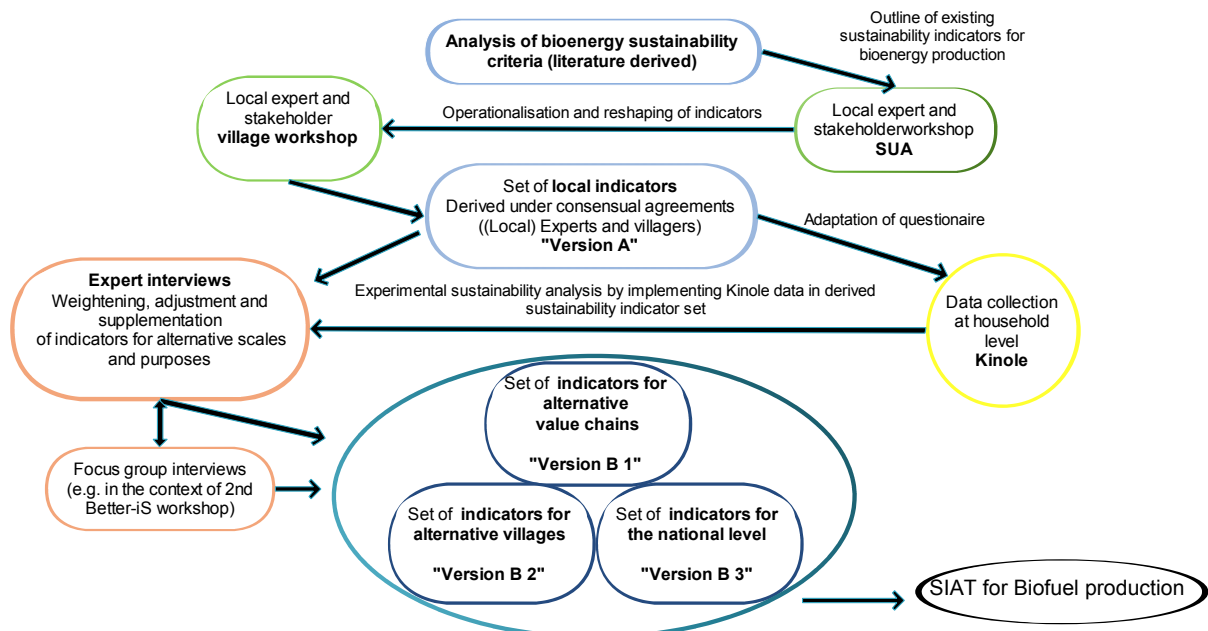 Analysis of bioenergy sustainability
criteria (literature derived)
Outline of existing
sustainability indicators for
bioenergy production
Local expert and
stakeholder
village workshop
Operationalisation and reshaping of indicators
Local expert and
stakeholderworkshop
SUA
Set of local indicators
Derived under consensual agreements
((Local) Experts and villagers)
"Version A"
Adaptation of questionaire
Expert interviews
Weightening, adjustment and
supplementation
of indicators for alternative scales
and purposes
Experimental sustainability analysis by implementing Kinole data in derived
sustainability indicator set
Data collection
at household
level
Kinole
Set of indicators for
alternative
value chains
"Version B 1"
Focus group interviews
(e.g. in the context of 2nd
Better-iS workshop)
Set of indicators for
alternative villages
"Version B 2"
Set of indicators for
the national level
"Version B 3"
SIAT for Biofuel production